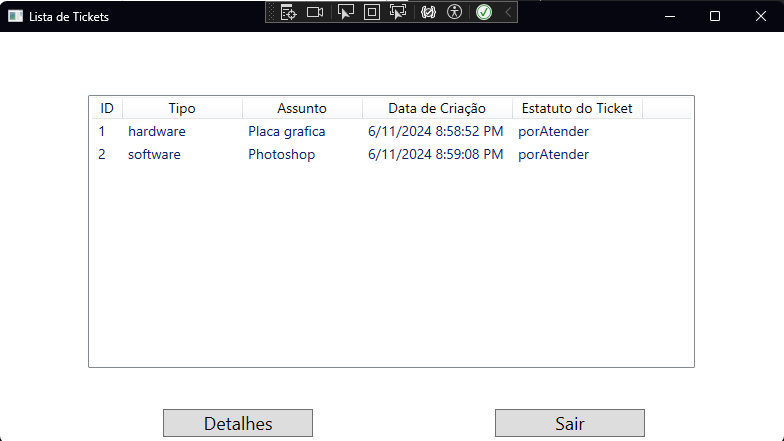 Lista de Tickets
ID Tipo Assunto Data de Criação Estatuto do Ticket
1 hardware Placa grafica 6/11/2024 8:58:52 PM porAtender
2 software Photoshop 6/11/2024 8:59:08 PM porAtender
Detalhes Sair